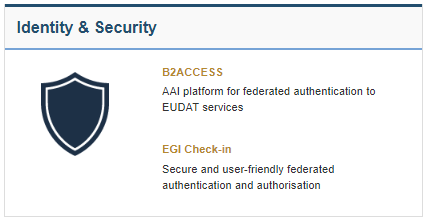 Identity & Security
B2ACCESS
AAI platform for federated authentication to
EUDAT services
EGI Check-in
Secure and user-friendly federated
authentication and authorisation